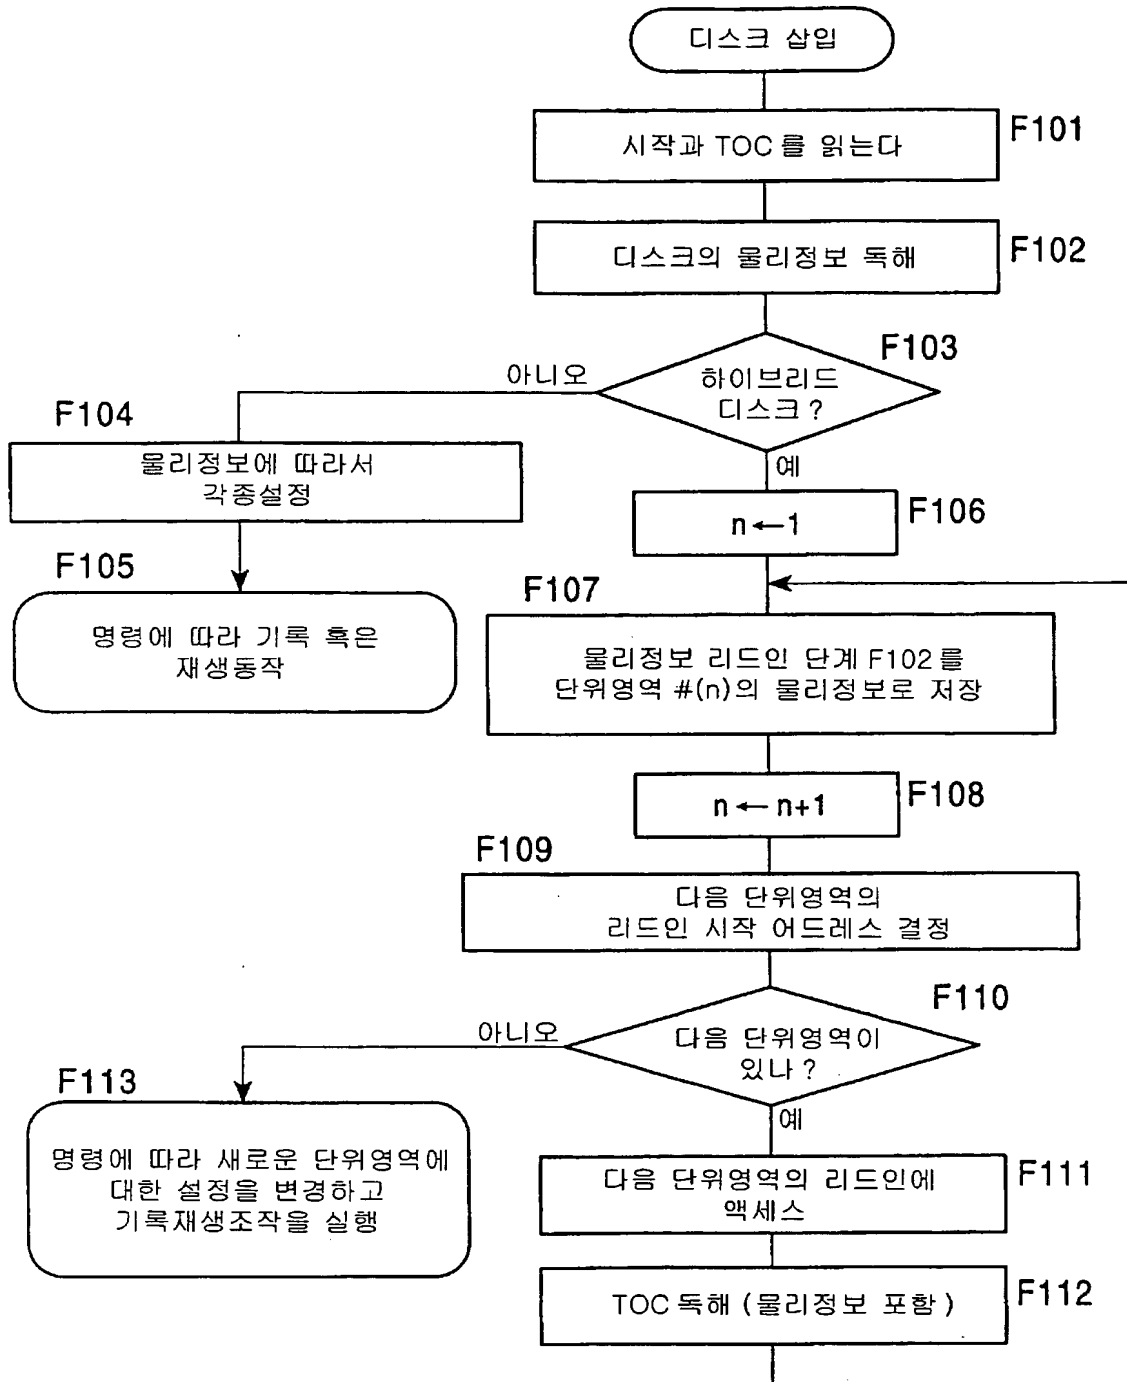 디스크 삽입
F101
시작과 TOC를 읽는다
F102
디스크의 물리정보 독해
F103
하이브리드
디스크?
아니오
예
F104
물리정보에 따라서
각종설정
F105
명령에 따라 기록 혹은
재생동작
F106
n←1
F107
물리정보 리드인 단계 F102를
단위영역 #(n)의 물리정보로 저장
F108
n←n+1
F109
다음 단위영역의
리드인 시작 어드레스 결정
F110
다음 단위영역이
있나?
아니오
예
F113
명령에 따라 새로운 단위영역에
대한 설정을 변경하고
기록재생조작을 실행
F111
다음 단위영역의 리드인에
액세스
F112
TOC 독해 (물리정보 포함)